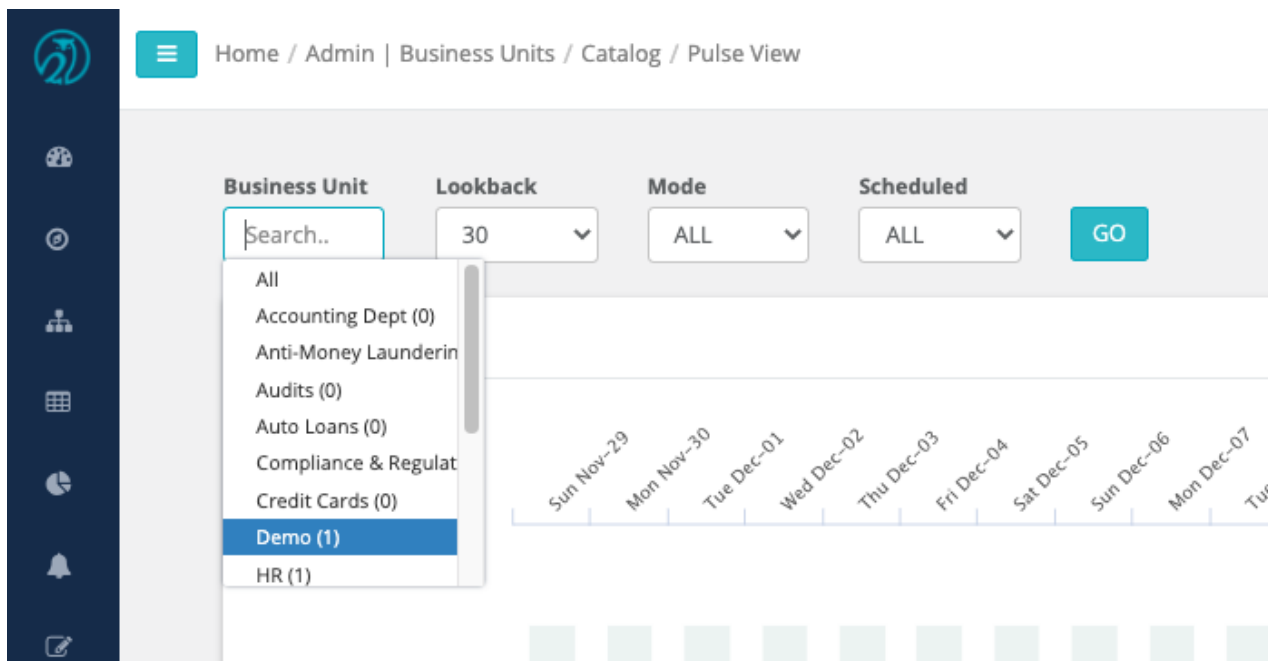 Home / Admin | Business Units / Catalog / Pulse View
Business Unit Lookback Mode Scheduled
Search.. 30 ALL ALL GO
All
Accounting Dept (0)
Anti-Money Launderin
Audits (0)
Auto Loans (0)
Compliance & Regulat
Credit Cards (0)
Demo (1)
HR (1)
Sun Nov-29
Mon Nov-30
Tue Dec-01
Wed Dec-02
Thu Dec-03
Fri Dec-04
Sat Dec-05
Sun Dec-06
Mon Dec-07
Tue